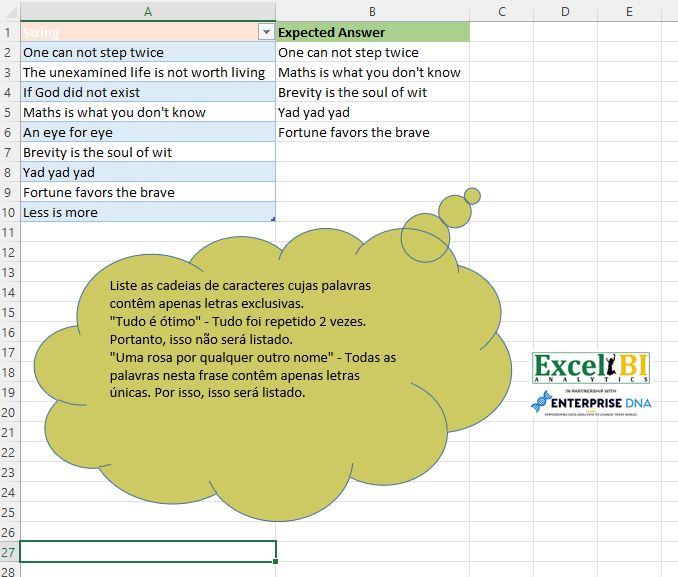 A B C D E
1 String Expected Answer
2 One can not step twice One can not step twice
3 The unexamined life is not worth living Maths is what you don't know
4 If God did not exist Brevity is the soul of wit
5 Maths is what you don't know Yad yad yad
6 An eye for eye Fortune favors the brave
7 Brevity is the soul of wit
8 Yad yad yad
9 Fortune favors the brave
10 Less is more
11
12
13
14
15
16
17
18
19
20
21
22
23
24
25
26
27
28
Liste as cadeias de caracteres cujas palavras
contêm apenas letras exclusivas.
"Tudo é ótimo" - Tudo foi repetido 2 vezes.
Portanto, isso não será listado.
"Uma rosa por qualquer outro nome" - Todas as
palavras nesta frase contêm apenas letras
únicas. Por isso, isso será listado.
Excel BI
ANALYTICS
IN PARTNERSHIP WITH
ENTERPRISE DNA
EMPOWERING DATA ANALYSTS TO CHANGE THEIR WORLD